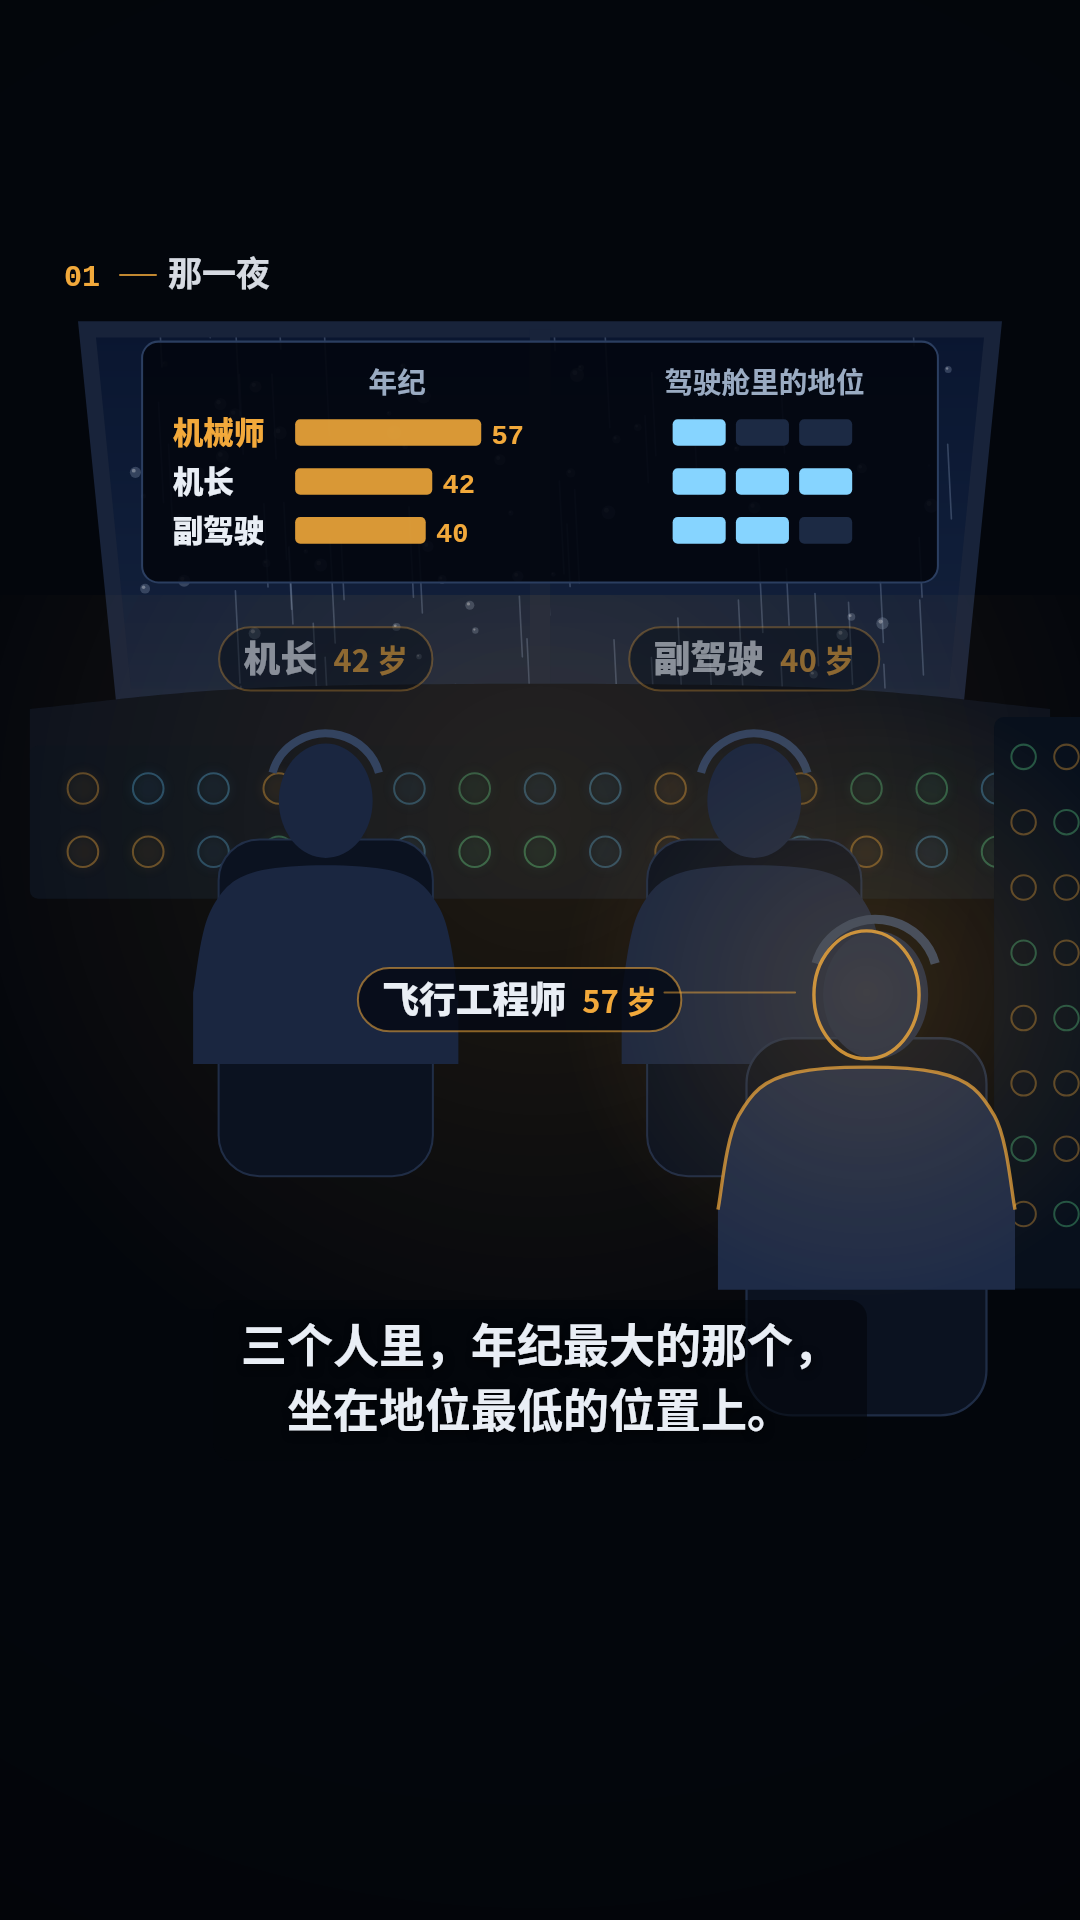 01 — 那一夜
年纪 驾驶舱里的地位
机械师 57
机长 42
副驾驶 40
机长 42 岁
副驾驶 40 岁
飞行工程师 57 岁
三个人里，年纪最大的那个，
坐在地位最低的位置上。